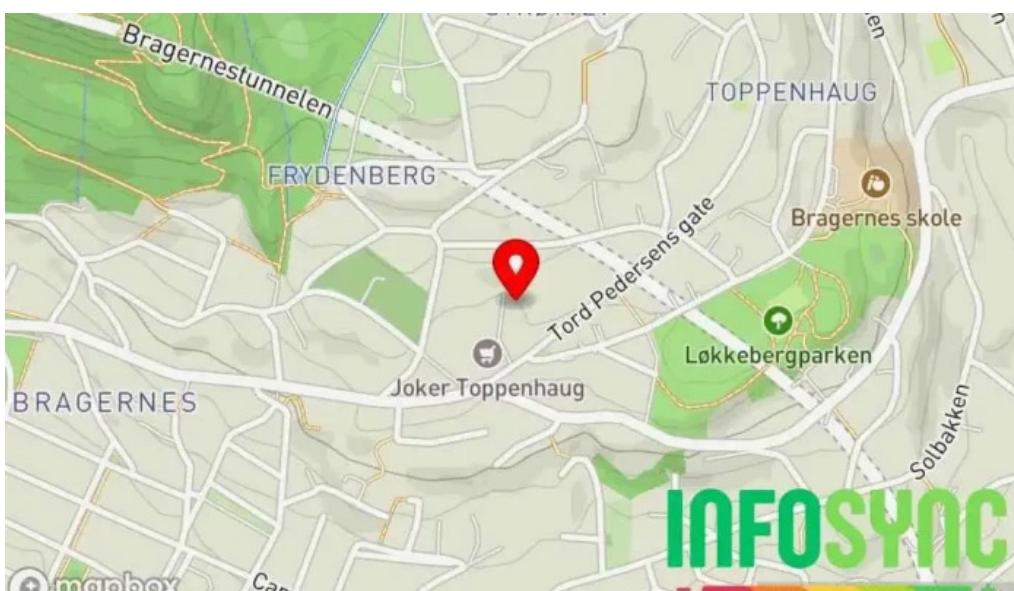 Bragernestunnelen
TOPPENHAUG
FRYDENBERG
Bragernes skole
Tord Pedersens gate
Løkkebergparken
Joker Toppenhaug
BRAGERNES
Solbakken
INFOSYNC
mapbox